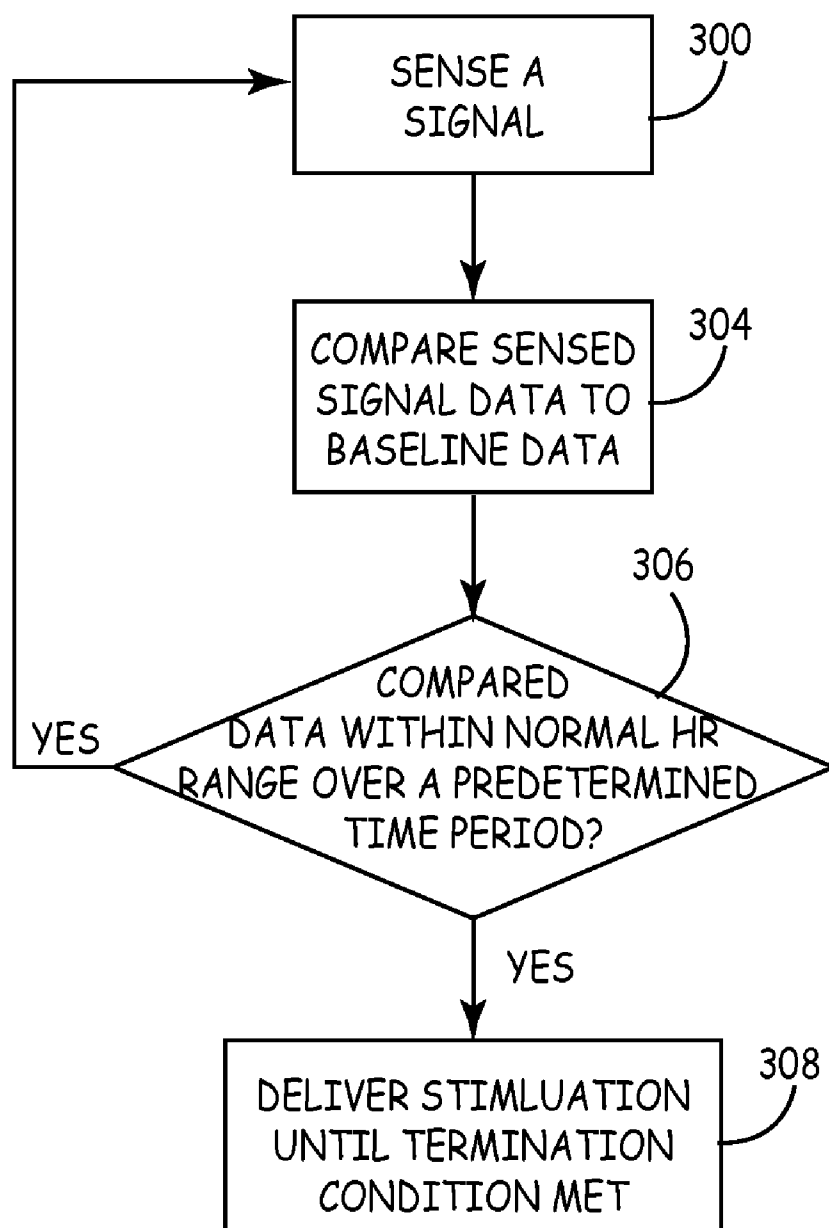 SENSE A
SIGNAL
300
COMPARE SENSED
SIGNAL DATA TO
BASELINE DATA
304
306
COMPARED
DATA WITHIN NORMAL HR
RANGE OVER A PREDETERMINED
TIME PERIOD?
YES
YES
DELIVER STIMLUATION
UNTIL TERMINATION
CONDITION MET
308